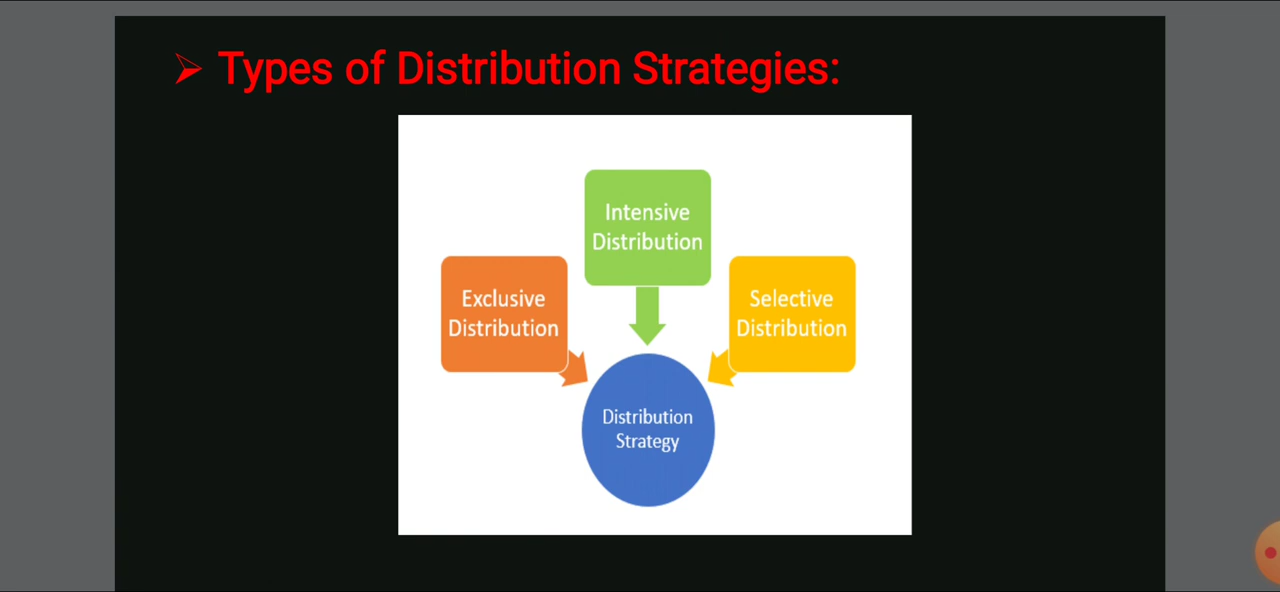 ➢ Types of Distribution Strategies:
Intensive
Distribution
Exclusive
Distribution
Selective
Distribution
Distribution
Strategy